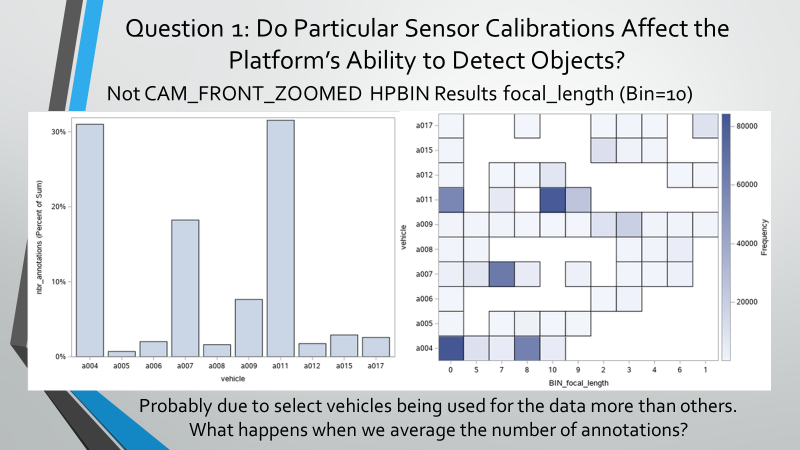 Question 1: Do Particular Sensor Calibrations Affect the
Platform's Ability to Detect Objects?
Not CAM_FRONT_ZOOMED HPBIN Results focal_length (Bin=10)
nbr_annotations (Percent of Sum)
30%
20%
10%
0%
a004 a005 a006 a007 a008 a009 a011 a012 a015 a017
vehicle
vehicle
a017
a015
a012
a011
a009
a008
a007
a006
a005
a004
0 5 7 8 10 9 2 3 4 6 1
BIN_focal_length
80000
60000
40000
20000
Frequency
Probably due to select vehicles being used for the data more than others.
What happens when we average the number of annotations?